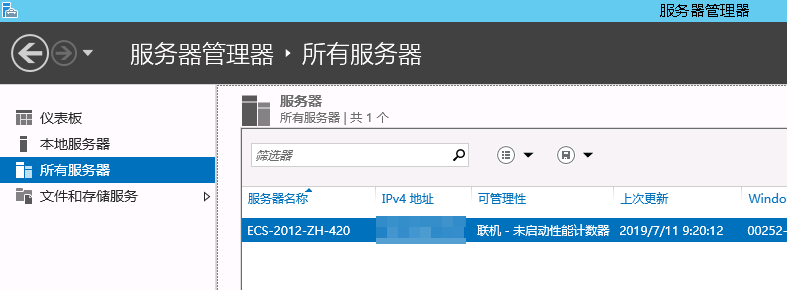 服务器管理器
服务器管理器 · 所有服务器
仪表板
本地服务器
所有服务器
文件和存储服务
服务器
所有服务器 | 共 1 个
筛选器
服务器名称 IPv4 地址 可管理性 上次更新 Windo
ECS-2012-ZH-420 联机 - 未启动性能计数器 2019/7/11 9:20:12 00252-